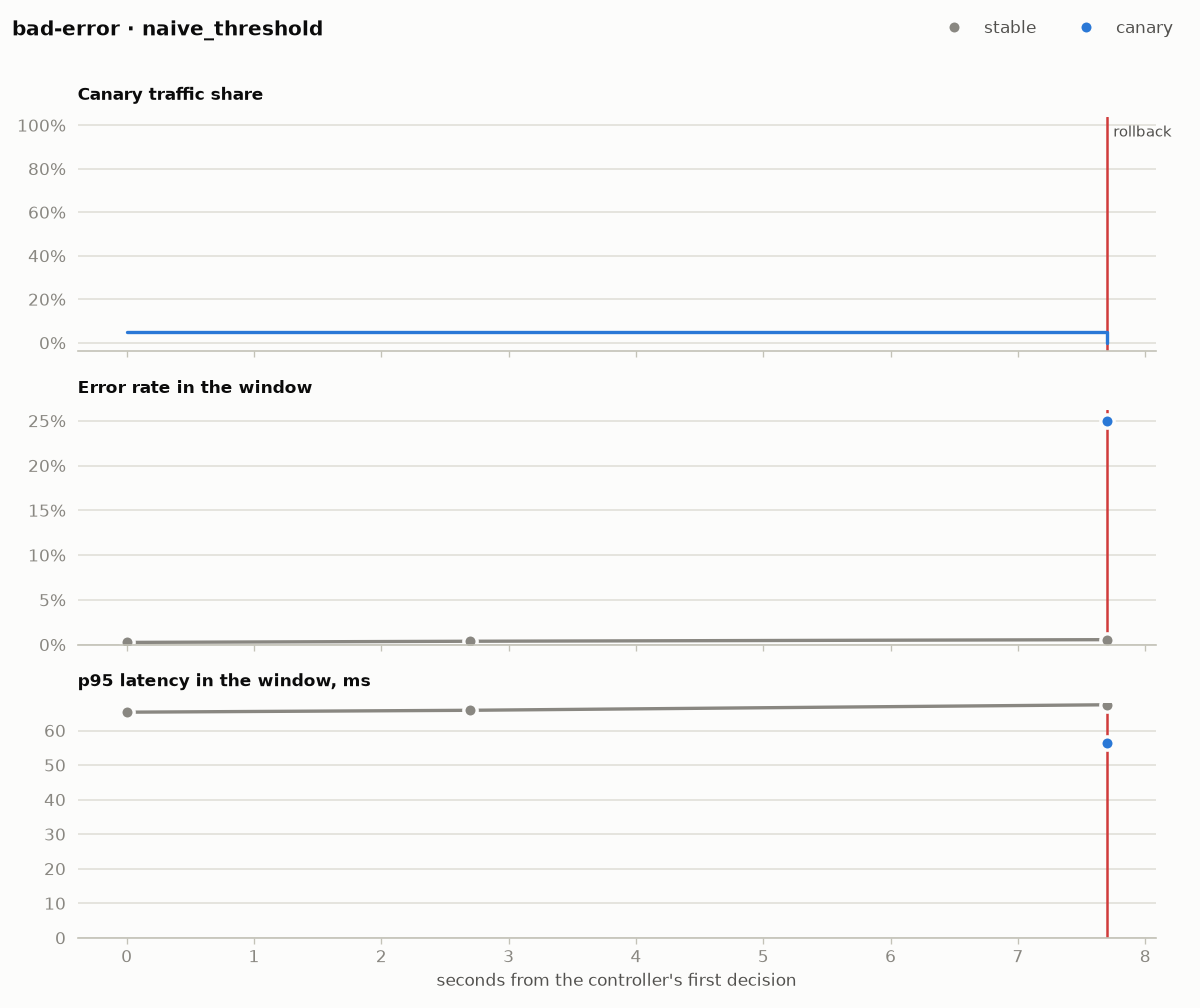 bad-error · naive_threshold
stable
canary
Canary traffic share
100%
rollback
80%
60%
40%
20%
0%
Error rate in the window
25%
20%
15%
10%
5%
0%
p95 latency in the window, ms
60
50
40
30
20
10
0
0 1 2 3 4 5 6 7 8
seconds from the controller's first decision